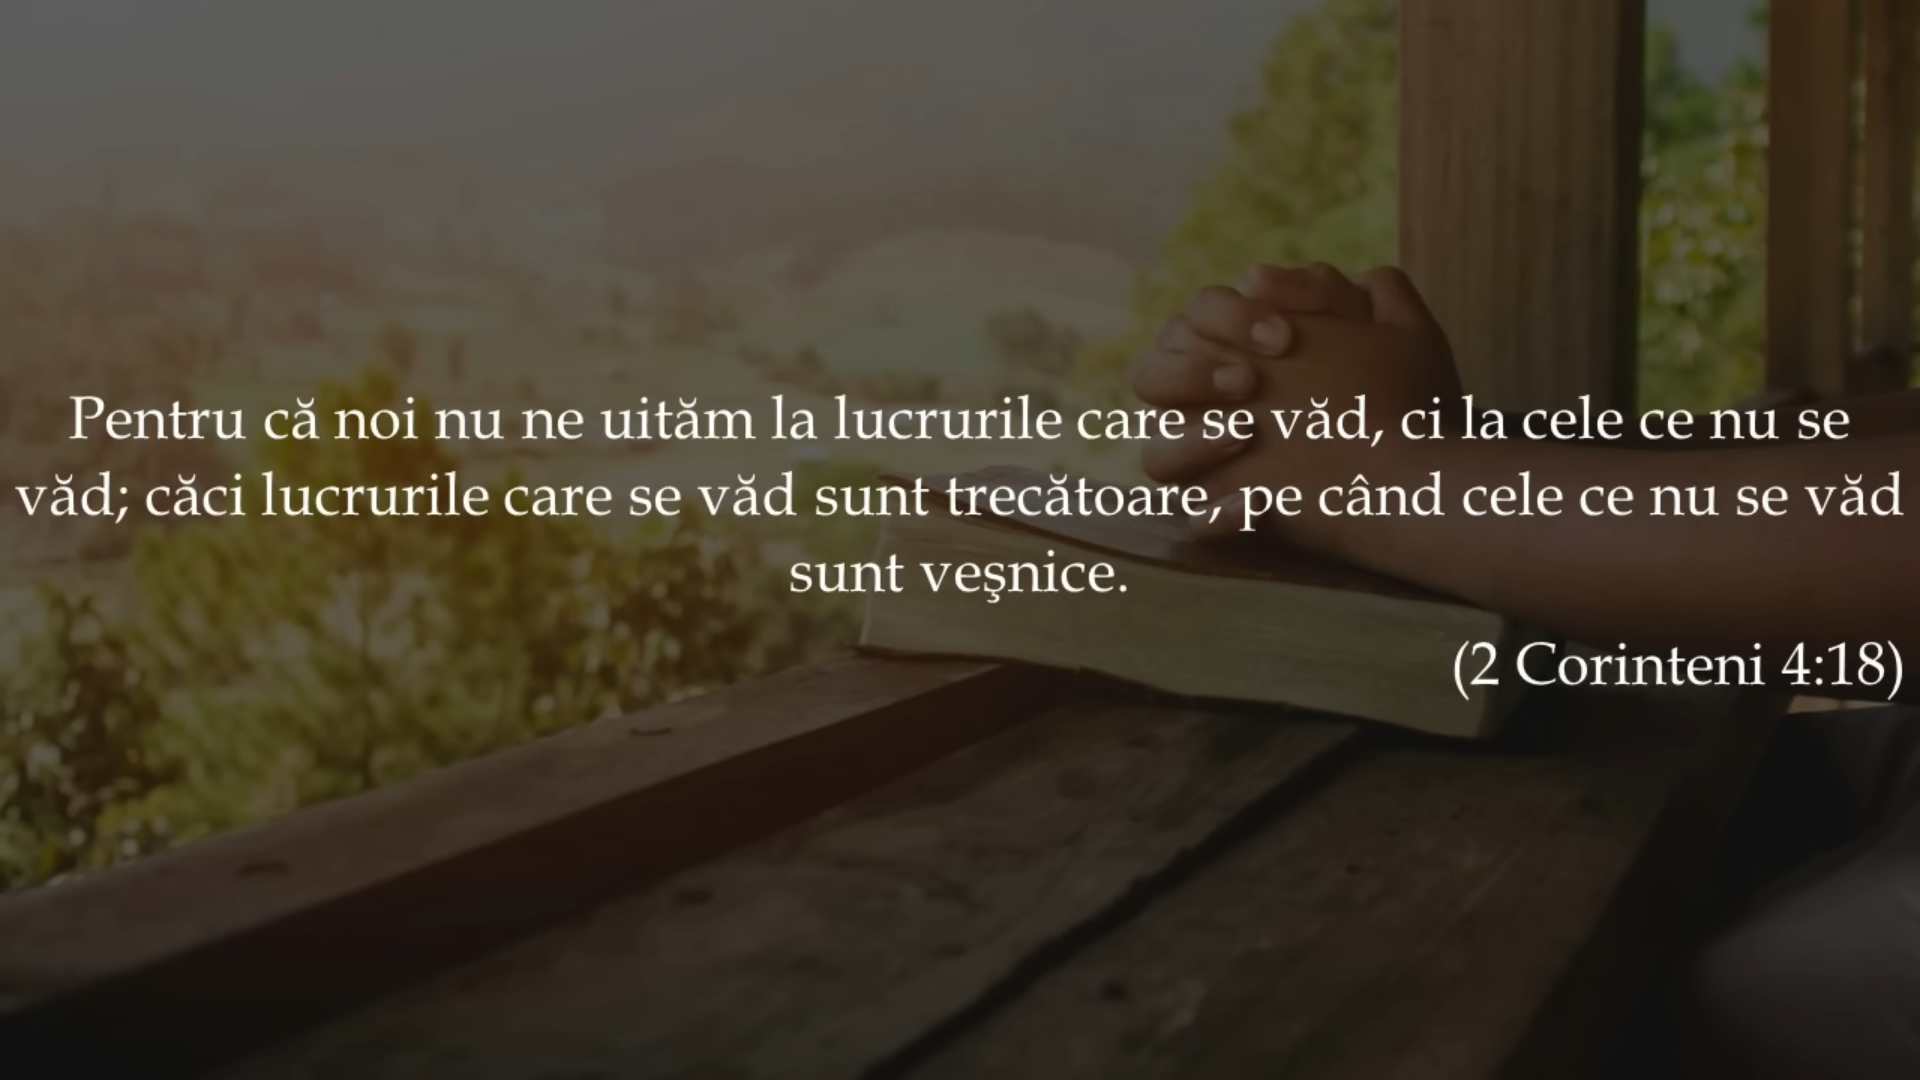 Pentru că noi nu ne uităm la lucrurile care se văd, ci la cele ce nu se
văd; căci lucrurile care se văd sunt trecătoare, pe când cele ce nu se văd
sunt veşnice.
(2 Corinteni 4:18)